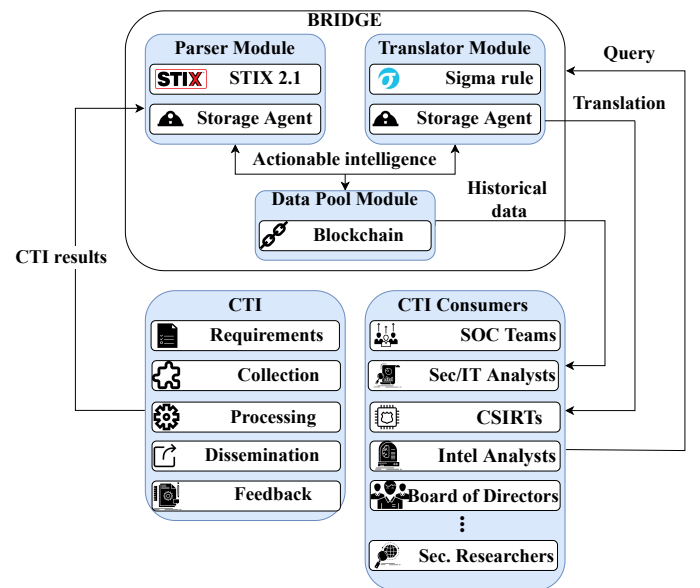 BRIDGE
Parser Module
STIX STIX 2.1
Storage Agent
Translator Module
Sigma rule
Storage Agent
Query
Translation
Actionable intelligence
Historical
data
Data Pool Module
Blockchain
CTI results
CTI
Requirements
Collection
Processing
Dissemination
Feedback
CTI Consumers
SOC Teams
Sec/IT Analysts
CSIRTs
Intel Analysts
Board of Directors
Sec. Researchers